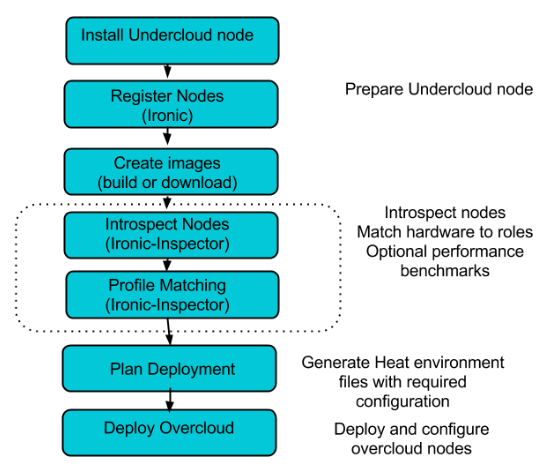 Install Undercloud node
Register Nodes
(Ironic)
Prepare Undercloud node
Create images
(build or download)
Introspect Nodes
(Ironic-Inspector)
Introspect nodes
Match hardware to roles
Optional performance
benchmarks
Profile Matching
(Ironic-Inspector)
Plan Deployment
Generate Heat environment
files with required
configuration
Deploy Overcloud
Deploy and configure
overcloud nodes